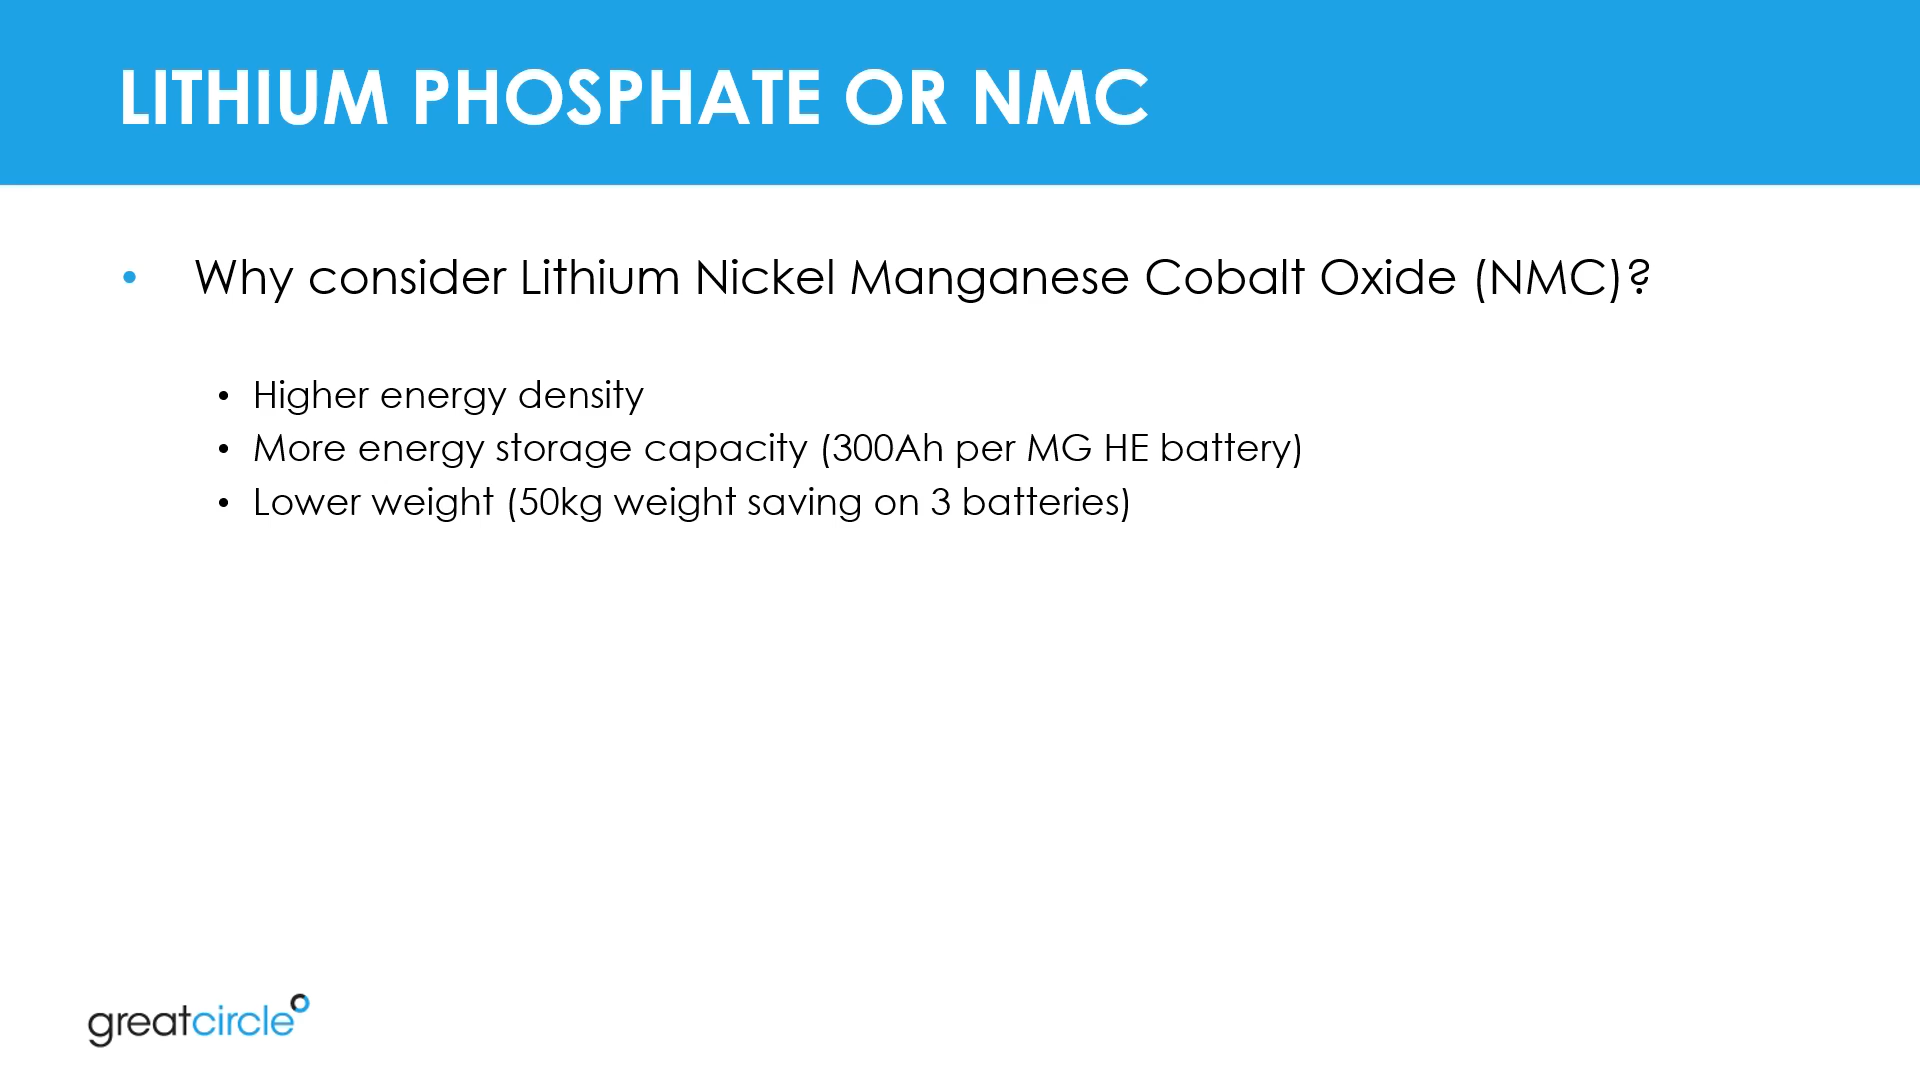 LITHIUM PHOSPHATE OR NMC
• Why consider Lithium Nickel Manganese Cobalt Oxide (NMC)?
• Higher energy density
• More energy storage capacity (300Ah per MG HE battery)
• Lower weight (50kg weight saving on 3 batteries)
greatcircle